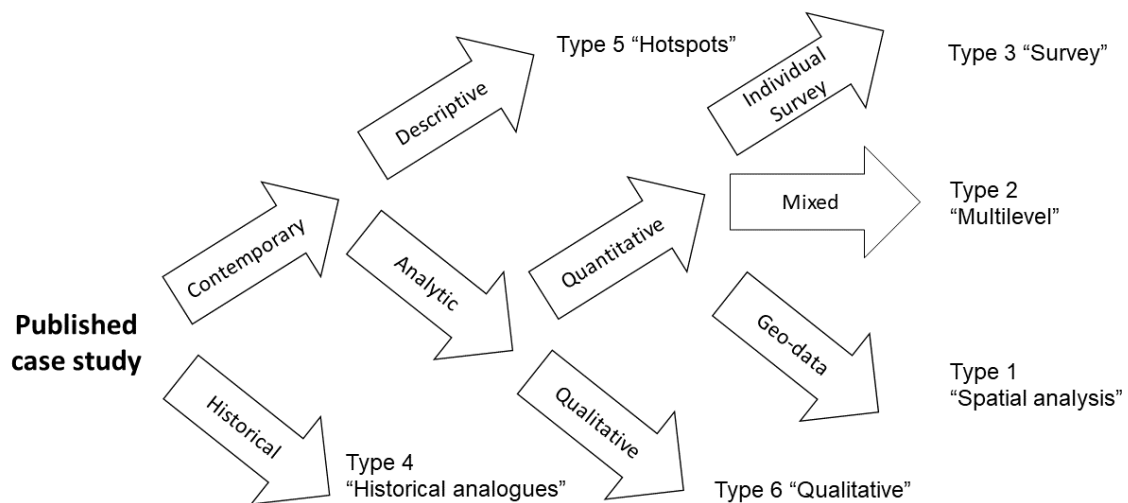 Published
case study
Contemporary
Historical
Type 4
“Historical analogues”
Descriptive
Type 5 “Hotspots”
Analytic
Quantitative
Qualitative
Type 6 “Qualitative”
Individual
Survey
Type 3 “Survey”
Mixed
Type 2
“Multilevel”
Geo-data
Type 1
“Spatial analysis”